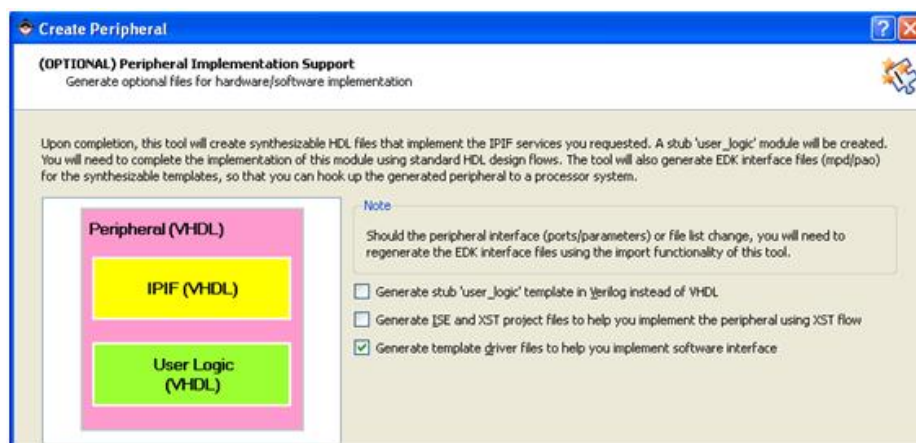 Create Peripheral
(OPTIONAL) Peripheral Implementation Support
Generate optional files for hardware/software implementation
Upon completion, this tool will create synthesizable HDL files that implement the IPIF services you requested. A stub 'user_logic' module will be created.
You will need to complete the implementation of this module using standard HDL design flows. The tool will also generate EDK interface files (mpd/pao)
for the synthesizable templates, so that you can hook up the generated peripheral to a processor system.
Peripheral (VHDL)
IPIF (VHDL)
User Logic
(VHDL)
Note
Should the peripheral interface (ports/parameters) or file list change, you will need to
regenerate the EDK interface files using the import functionality of this tool.
Generate stub 'user_logic' template in Verilog instead of VHDL
Generate ISE and XST project files to help you implement the peripheral using XST flow
Generate template driver files to help you implement software interface